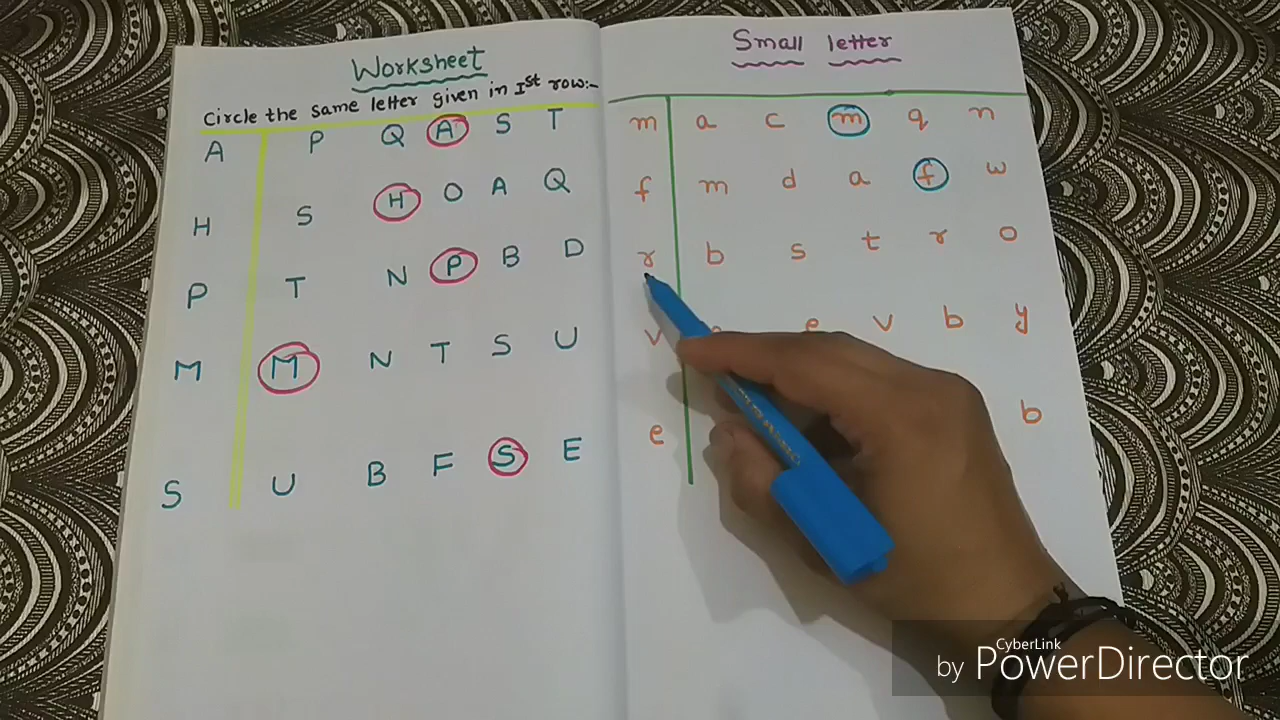 Worksheet
Circle the same letter given in Ist row:-
A P Q A S T
H S H O A Q
P T N P B D
M M N T S U
S U B F S E
Small letter
m a c m q n
f m d a f w
r b s t r o
v e v b y
e b
CyberLink
by PowerDirector